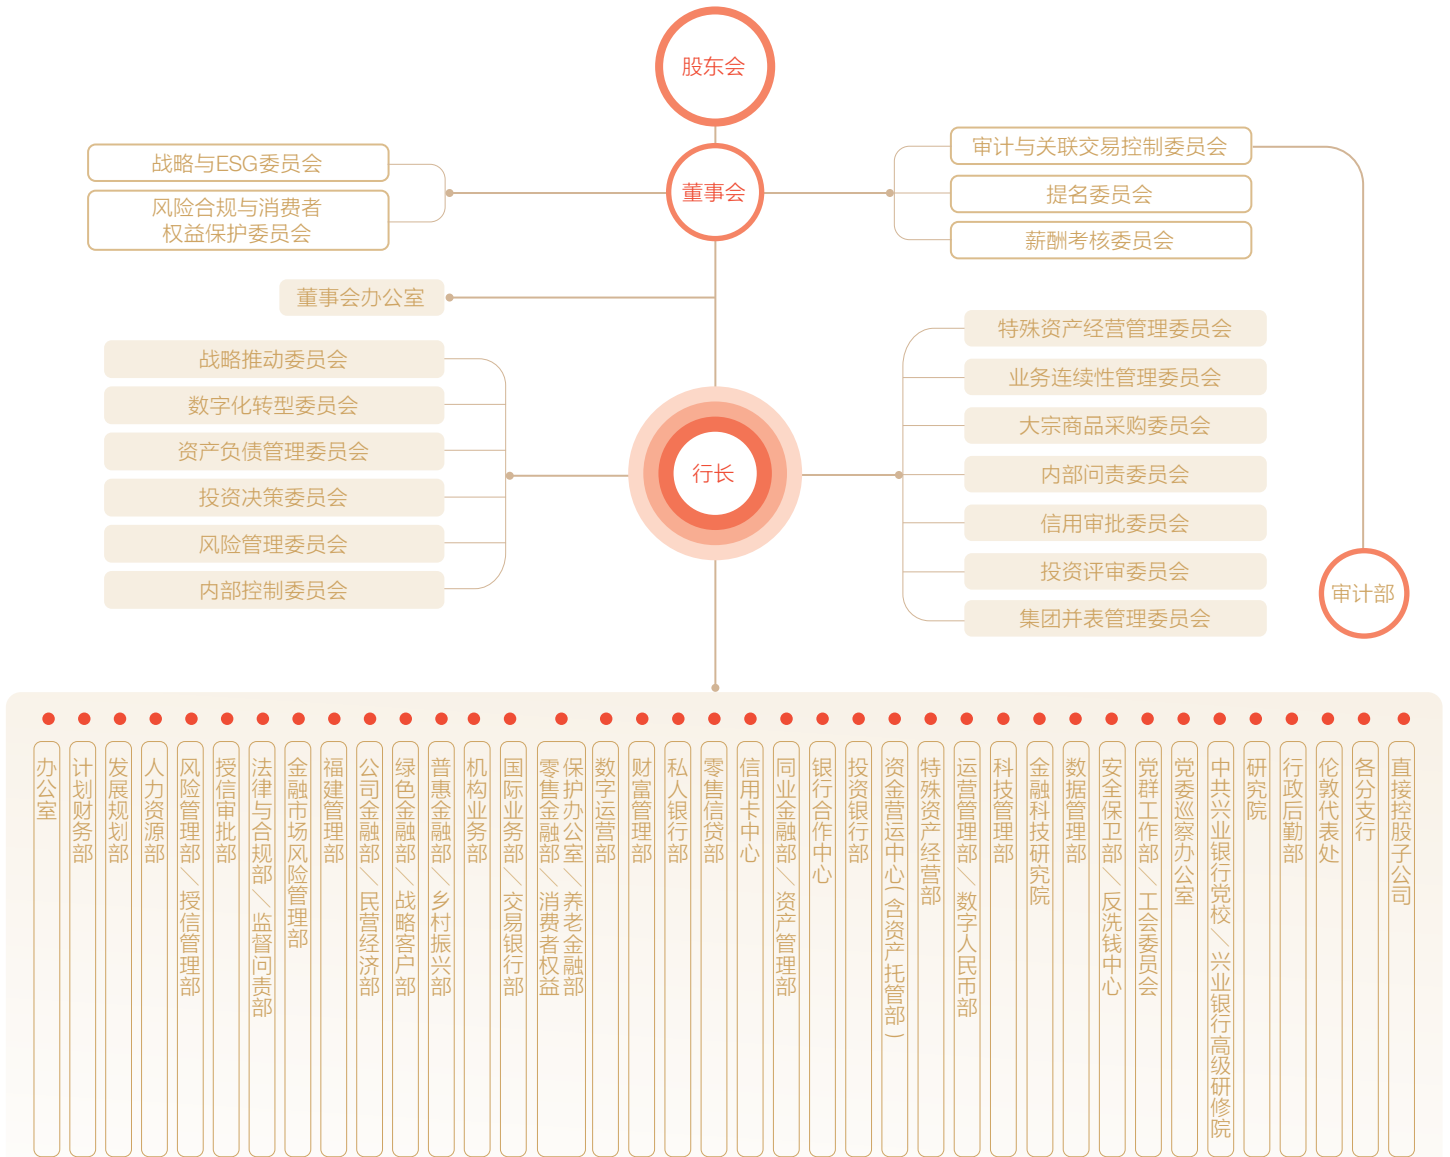 股东会
董事会
战略与ESG委员会
风险合规与消费者
权益保护委员会
审计与关联交易控制委员会
提名委员会
薪酬考核委员会
董事会办公室
战略推动委员会
数字化转型委员会
资产负债管理委员会
投资决策委员会
风险管理委员会
内部控制委员会
行长
特殊资产经营管理委员会
业务连续性管理委员会
大宗商品采购委员会
内部问责委员会
信用审批委员会
投资评审委员会
集团并表管理委员会
审计部
办公室
计划财务部
发展规划部
人力资源部
风险管理部/授信管理部
授信审批部
法律与合规部/监督问责部
金融市场风险管理部
福建管理部
公司金融部/民营经济部
绿色金融部/战略客户部
普惠金融部/乡村振兴部
机构业务部
国际业务部/交易银行部
零售金融部/消费者权益
保护办公室/养老金融部
数字运营部
财富管理部
私人银行部
零售信贷部
信用卡中心
同业金融部/资产管理部
银行合作中心
投资银行部
资金营运中心(含资产托管部)
特殊资产经营部
运营管理部/数字人民币部
科技管理部
金融科技研究院
数据管理部
安全保卫部/反洗钱中心
党群工作部/工会委员会
党委巡察办公室
中共兴业银行党校/兴业银行高级研修院
研究院
行政后勤部
伦敦代表处
各分支行
直接控股子公司